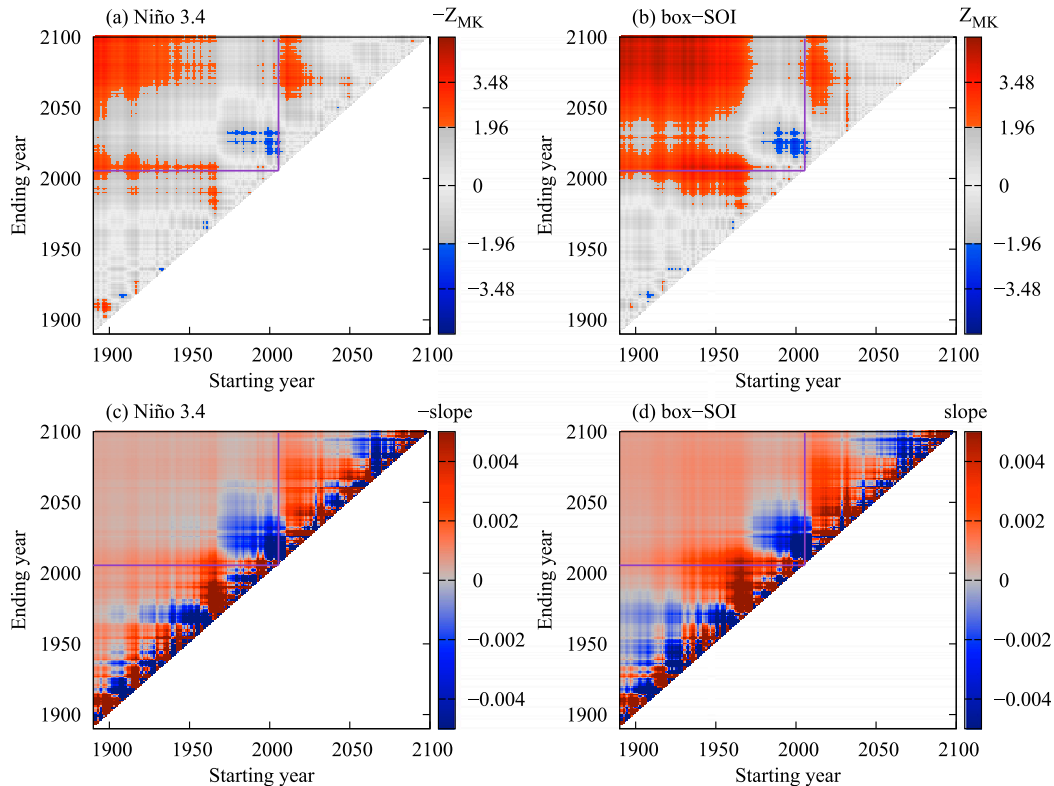 (a) Niño 3.4
−Z_MK
2100
2050
2000
1950
1900
Ending year
1900 1950 2000 2050 2100
Starting year
3.48
1.96
0
−1.96
−3.48
(b) box−SOI
Z_MK
2100
2050
2000
1950
1900
Ending year
1900 1950 2000 2050 2100
Starting year
3.48
1.96
0
−1.96
−3.48
(c) Niño 3.4
−slope
2100
2050
2000
1950
1900
Ending year
1900 1950 2000 2050 2100
Starting year
0.004
0.002
0
−0.002
−0.004
(d) box−SOI
slope
2100
2050
2000
1950
1900
Ending year
1900 1950 2000 2050 2100
Starting year
0.004
0.002
0
−0.002
−0.004